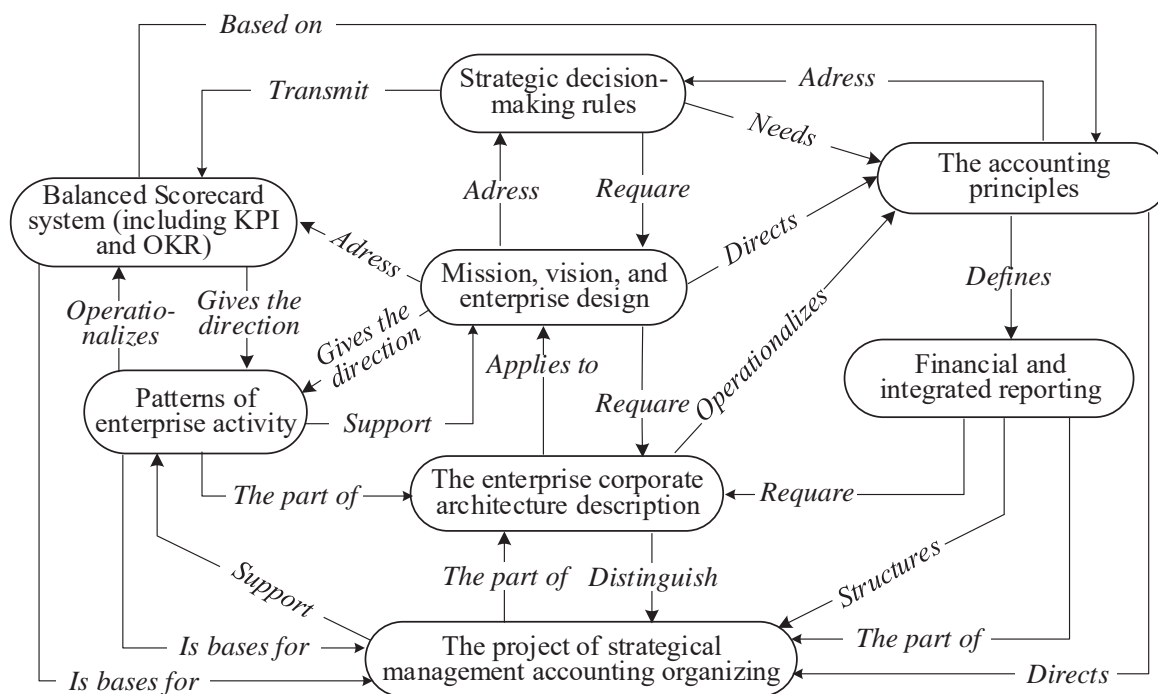 Based on
Strategic decision-
making rules
Adress
Transmit
Needs
The accounting
principles
Balanced Scorecard
system (including KPI
and OKR)
Adress
Requare
Directs
Adress
Mission, vision, and
enterprise design
Defines
Operatio-
nalizes
Gives the
direction
Gives the
direction
Applies to
Operationalizes
Financial and
integrated reporting
Patterns of
enterprise activity
Support
Requare
The enterprise corporate
architecture description
The part of
Requare
Support
The part of
Distinguish
Structures
Is bases for
The project of strategical
management accounting organizing
The part of
Is bases for
Directs